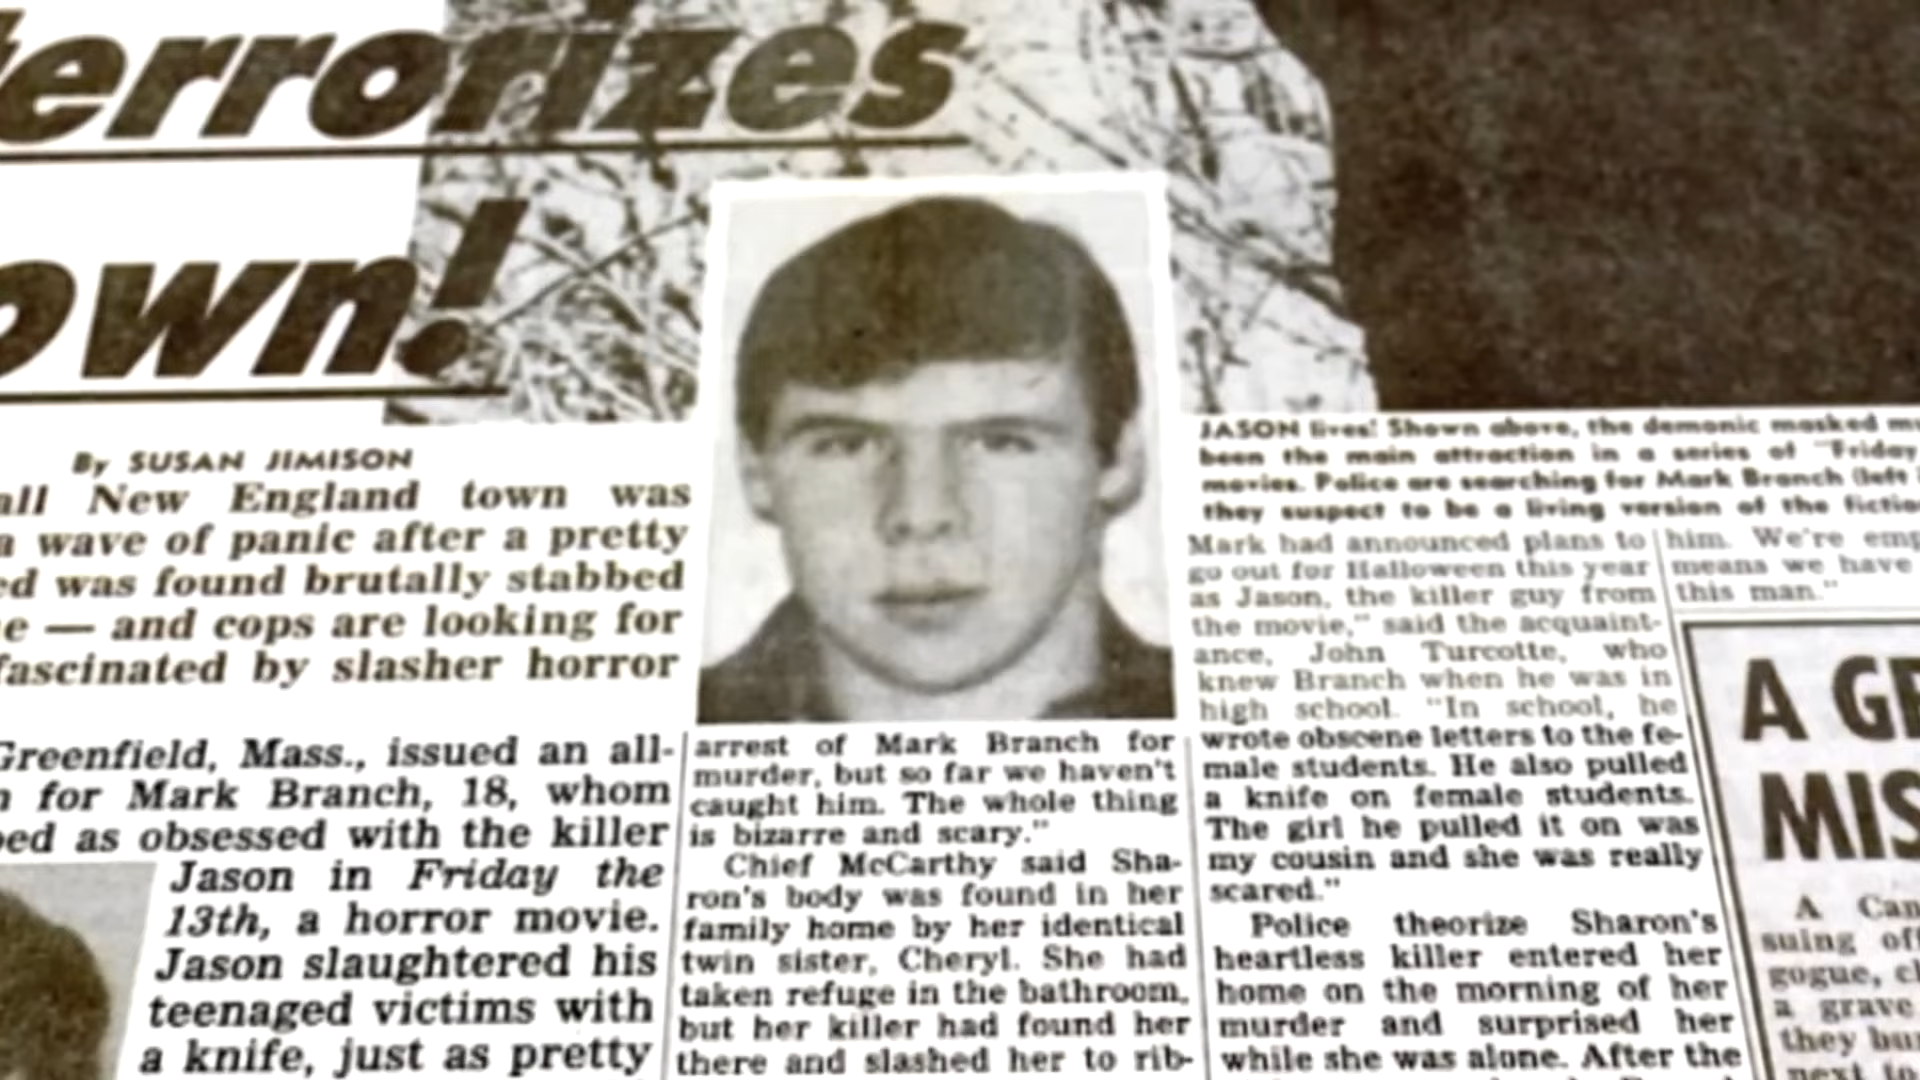 terrorizes
own!
By SUSAN JIMISON
all New England town was
a wave of panic after a pretty
ed was found brutally stabbed
e — and cops are looking for
fascinated by slasher horror
Greenfield, Mass., issued an all-
n for Mark Branch, 18, whom
bed as obsessed with the killer
Jason in Friday the
13th, a horror movie.
Jason slaughtered his
teenaged victims with
a knife, just as pretty
arrest of Mark Branch for
murder, but so far we haven't
caught him. The whole thing
is bizarre and scary."
Chief McCarthy said Sha-
ron's body was found in her
family home by her identical
twin sister, Cheryl. She had
taken refuge in the bathroom,
but her killer had found her
there and slashed her to rib-
JASON lives! Shown above, the demonic masked mu
been the main attraction in a series of "Friday
movies. Police are searching for Mark Branch (left i
they suspect to be a living version of the fictio
Mark had announced plans to
go out for Halloween this year
as Jason, the killer guy from
the movie," said the acquaint-
ance, John Turcotte, who
knew Branch when he was in
high school. "In school, he
wrote obscene letters to the fe-
male students. He also pulled
a knife on female students.
The girl he pulled it on was
my cousin and she was really
scared."
Police theorize Sharon's
heartless killer entered her
home on the morning of her
murder and surprised her
while she was alone. After the
him. We're emp
means we have
this man."
A GR
MIS
A Can
suing off
gogue, cl
a grave
they bur
next to